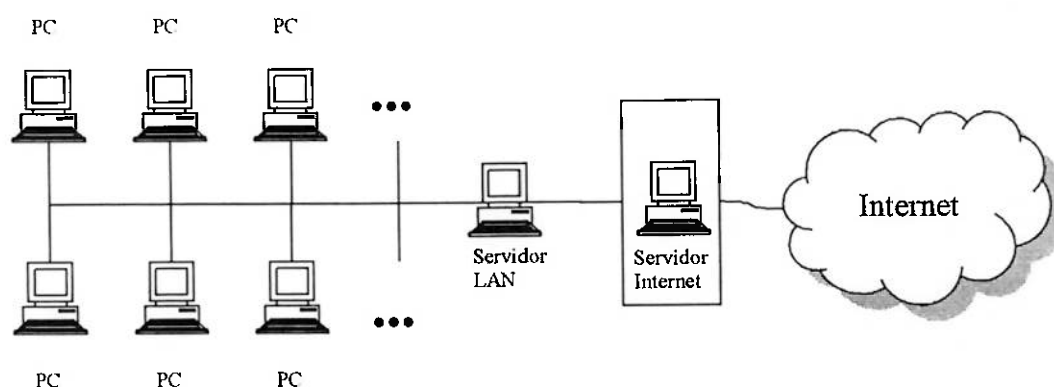 PC PC PC
Servidor
LAN
Servidor
Internet
Internet
PC PC PC